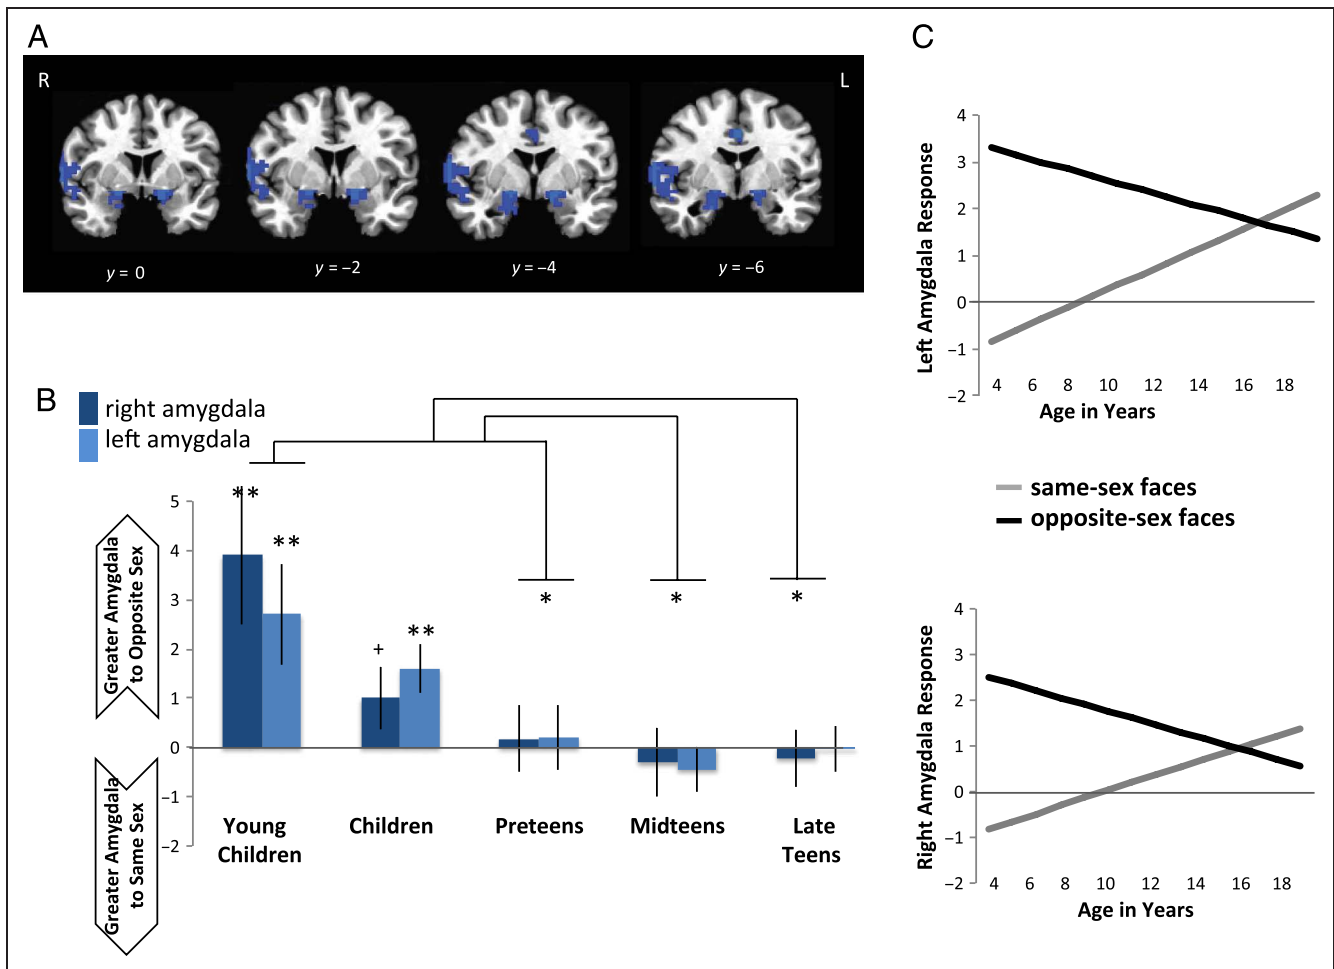 A
R
L
y = 0
y = –2
y = –4
y = –6
B
right amygdala
left amygdala
**
**
+
**
*
*
*
5
4
3
2
1
0
–1
–2
Greater Amygdala
to Opposite Sex
Greater Amygdala
to Same Sex
Young
Children
Children
Preteens
Midteens
Late
Teens
C
Left Amygdala Response
4
3
2
1
0
–1
–2
4 6 8 10 12 14 16 18
Age in Years
same-sex faces
opposite-sex faces
Right Amygdala Response
4
3
2
1
0
–1
–2
4 6 8 10 12 14 16 18
Age in Years